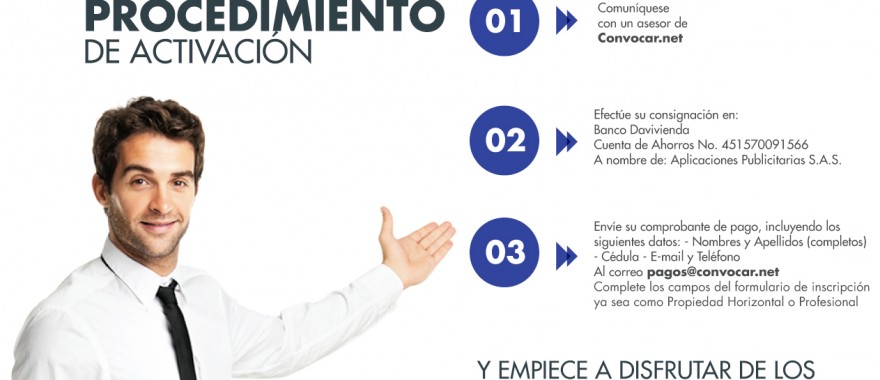 PROCEDIMIENTO
DE ACTIVACIÓN
01
Comuníquese
con un asesor de
Convocar.net
02
Efectúe su consignación en:
Banco Davivienda
Cuenta de Ahorros No. 451570091566
A nombre de: Aplicaciones Publicitarias S.A.S.
03
Envíe su comprobante de pago, incluyendo los
siguientes datos: - Nombres y Apellidos (completos)
- Cédula - E-mail y Teléfono
Al correo pagos@convocar.net
Complete los campos del formulario de inscripción
ya sea como Propiedad Horizontal o Profesional
Y EMPIECE A DISFRUTAR DE LOS